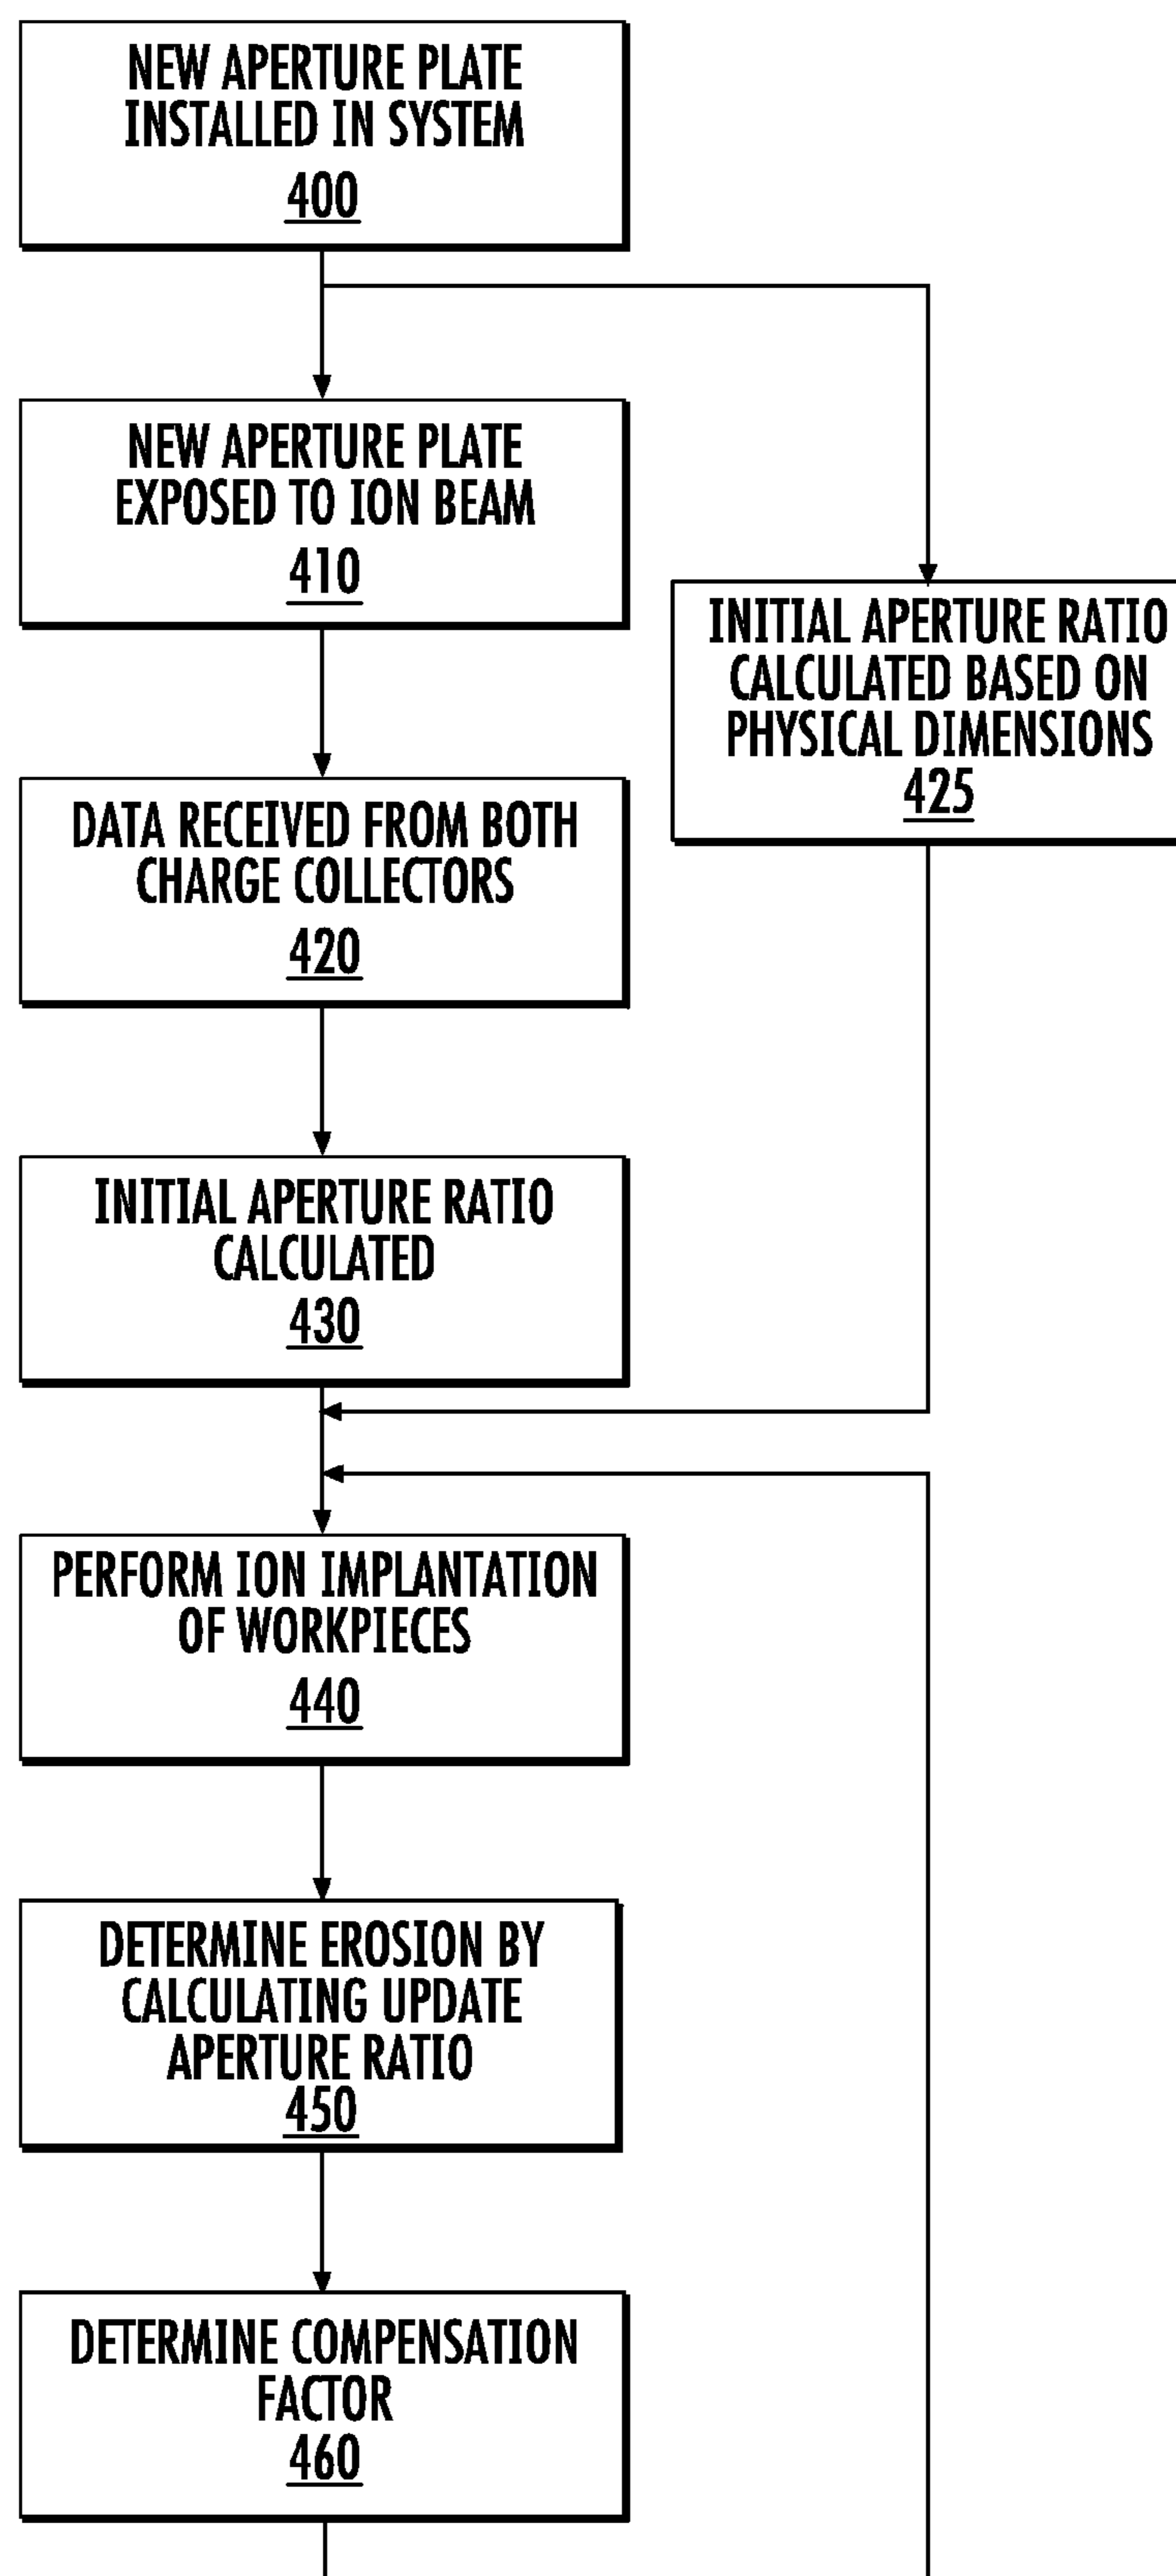 NEW APERTURE PLATE
INSTALLED IN SYSTEM
400
NEW APERTURE PLATE
EXPOSED TO ION BEAM
410
INITIAL APERTURE RATIO
CALCULATED BASED ON
PHYSICAL DIMENSIONS
425
DATA RECEIVED FROM BOTH
CHARGE COLLECTORS
420
INITIAL APERTURE RATIO
CALCULATED
430
PERFORM ION IMPLANTATION
OF WORKPIECES
440
DETERMINE EROSION BY
CALCULATING UPDATE
APERTURE RATIO
450
DETERMINE COMPENSATION
FACTOR
460